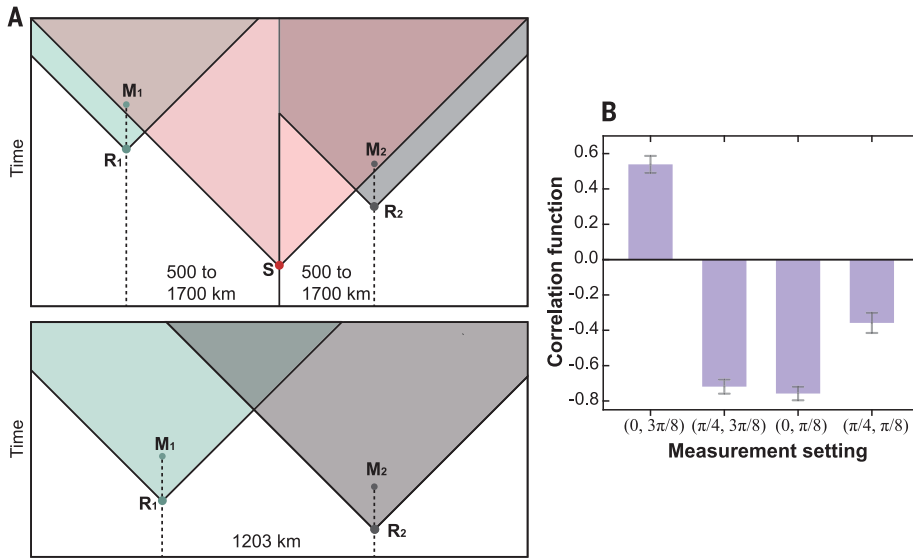 A
Time
M1
R1
M2
R2
S
500 to
1700 km
500 to
1700 km
Time
M1
R1
M2
R2
1203 km
B
Correlation function
0.6
0.4
0.2
0.0
-0.2
-0.4
-0.6
-0.8
(0, 3π/8) (π/4, 3π/8) (0, π/8) (π/4, π/8)
Measurement setting